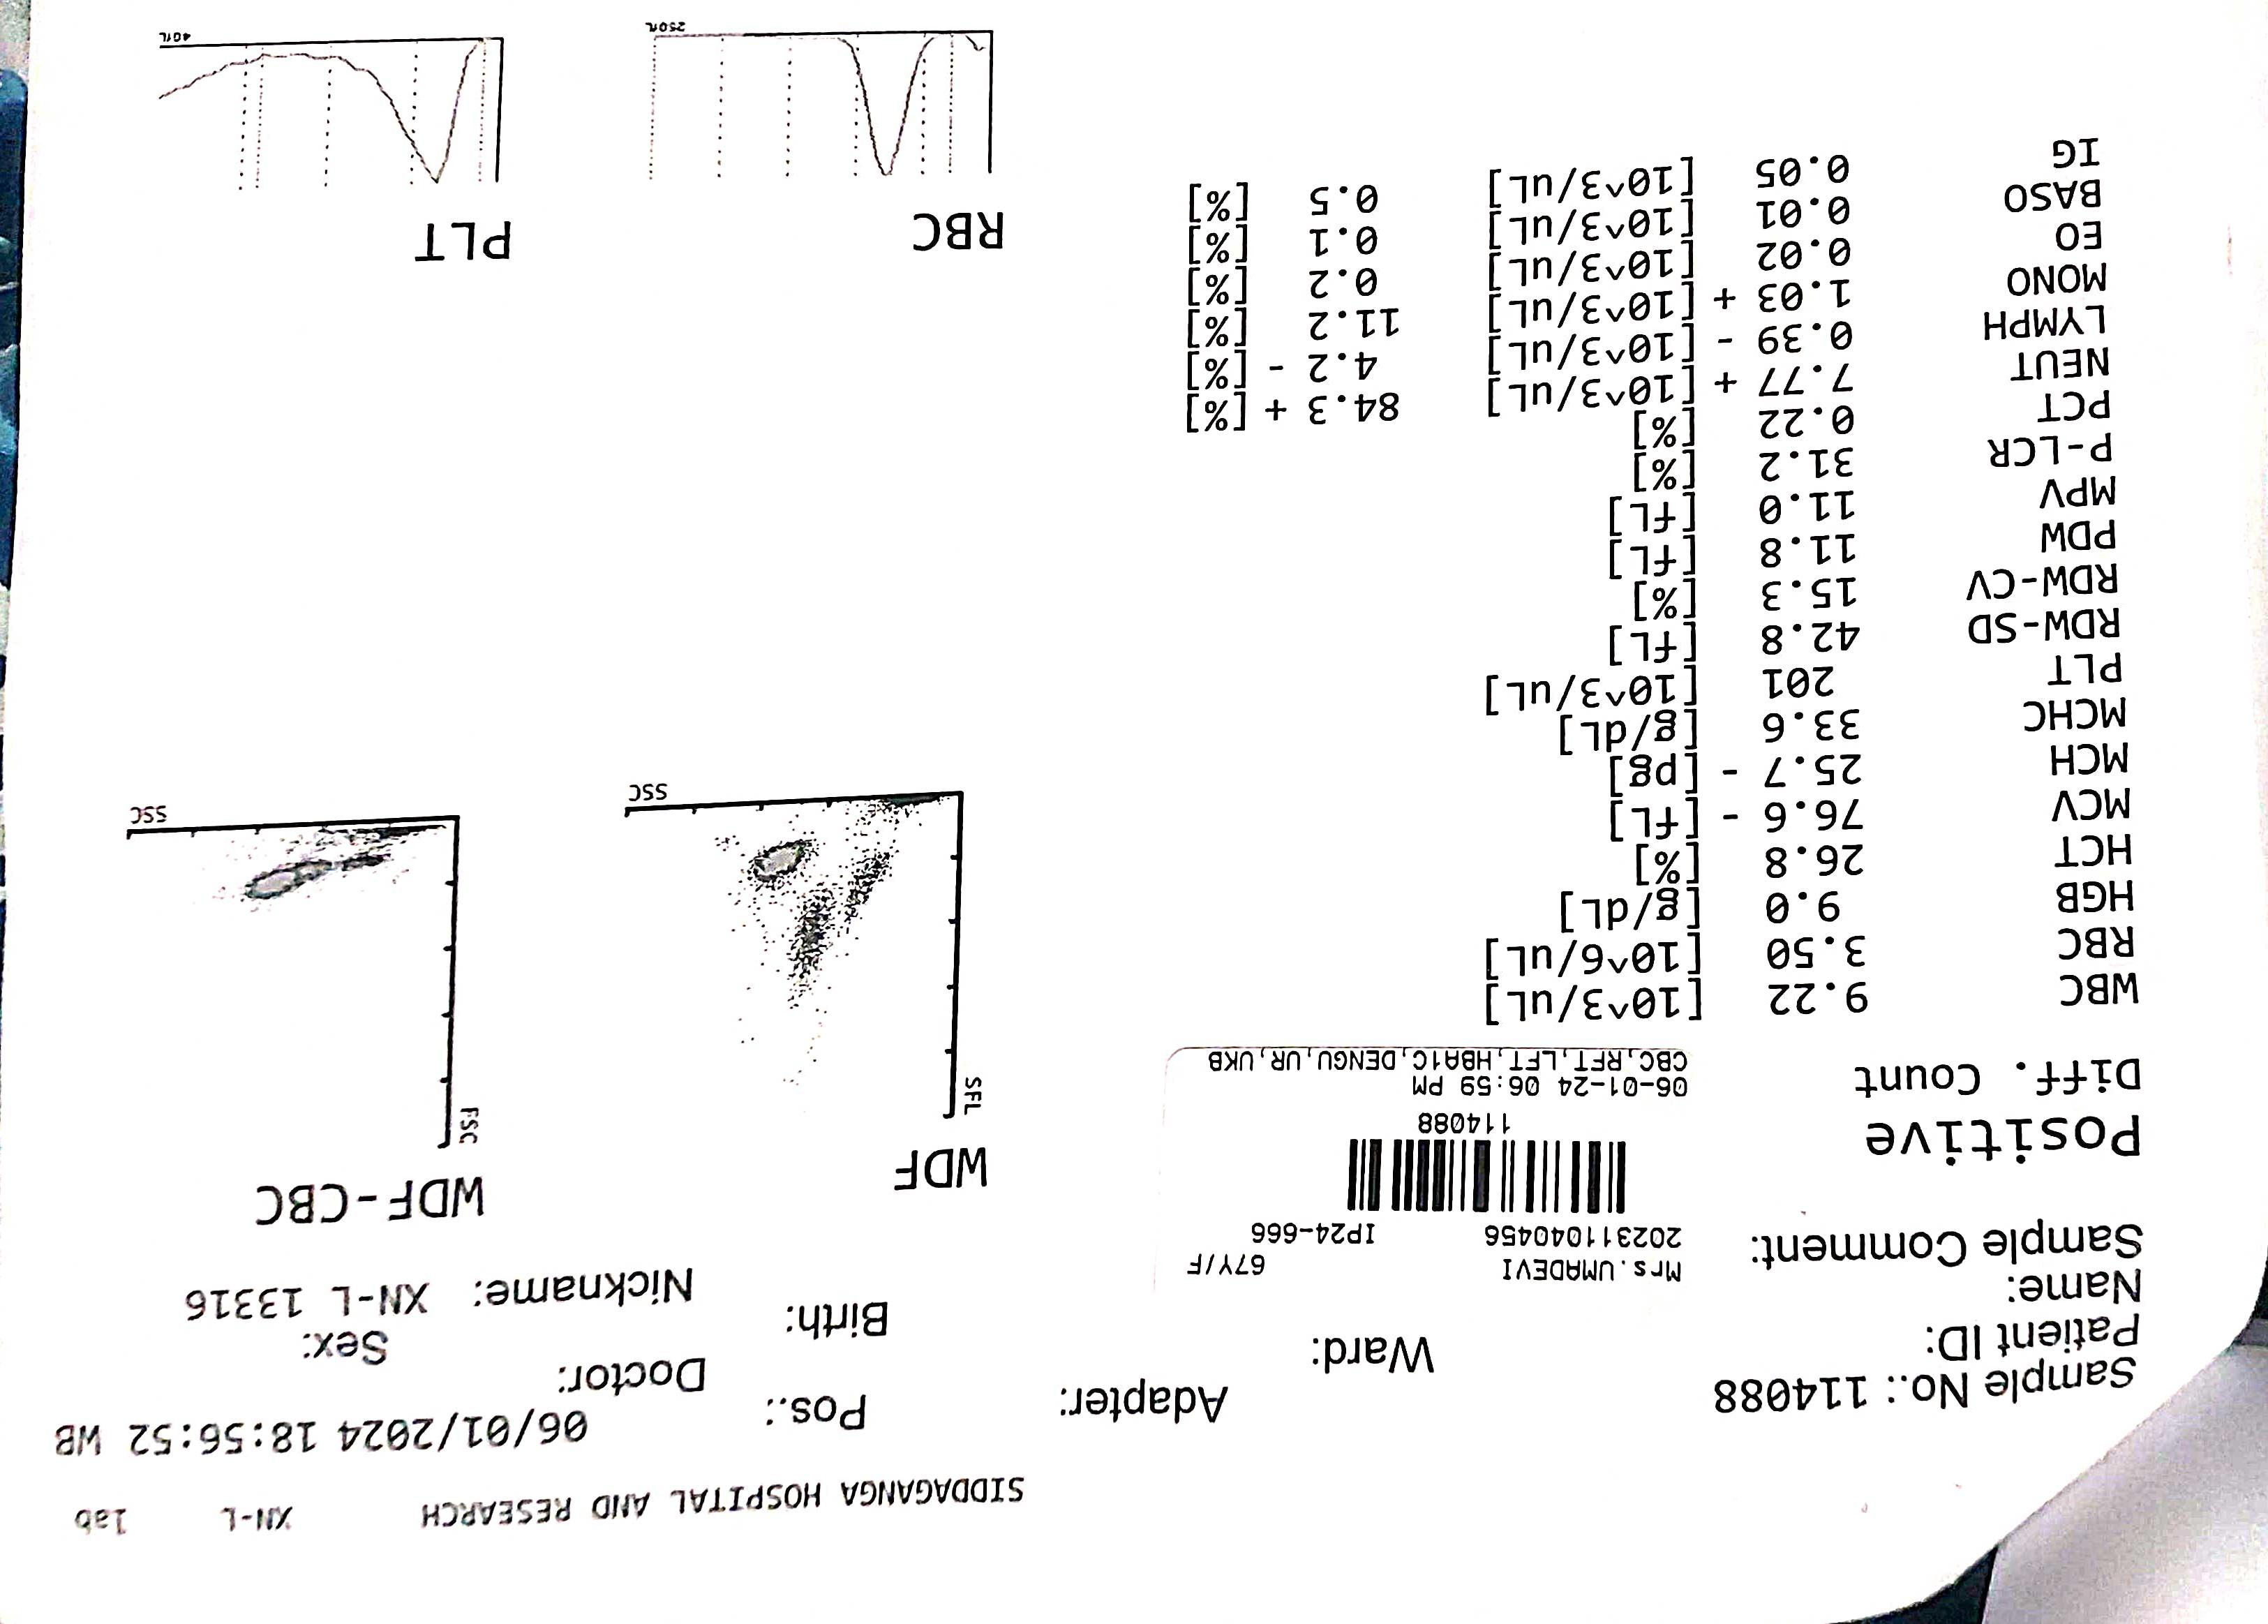 SIDDAGANGA HOSPITAL AND RESEARCH XN-L lab
Sample No.: 114088 Adapter: Pos.: 06/01/2024 18:56:52 WB
Patient ID: Ward: Doctor:
Name: Birth: Sex:
Sample Comment: Nickname: XN-L 13316
Mrs.UMADEVI 67Y/F
202311040456 IP24-666
114088
06-01-24 06:59 PM
CBC,RFT,LFT,HBA1C,DENGU,UR,UKB
Positive
Diff. Count
WBC 9.22 [10^3/uL]
RBC 3.50 [10^6/uL]
HGB 9.0 [g/dL]
HCT 26.8 [%]
MCV 76.6 - [fL]
MCH 25.7 - [pg]
MCHC 33.6 [g/dL]
PLT 201 [10^3/uL]
RDW-SD 42.8 [fL]
RDW-CV 15.3 [%]
PDW 11.8 [fL]
MPV 11.0 [fL]
P-LCR 31.2 [%]
PCT 0.22 [%]
NEUT 7.77 + [10^3/uL] 84.3 + [%]
LYMPH 0.39 - [10^3/uL] 4.2 - [%]
MONO 1.03 + [10^3/uL] 11.2 [%]
EO 0.02 [10^3/uL] 0.2 [%]
BASO 0.01 [10^3/uL] 0.1 [%]
IG 0.05 [10^3/uL] 0.5 [%]
WDF
SFL
SSC
WDF-CBC
FSC
SSC
RBC
250fL
PLT
40fL